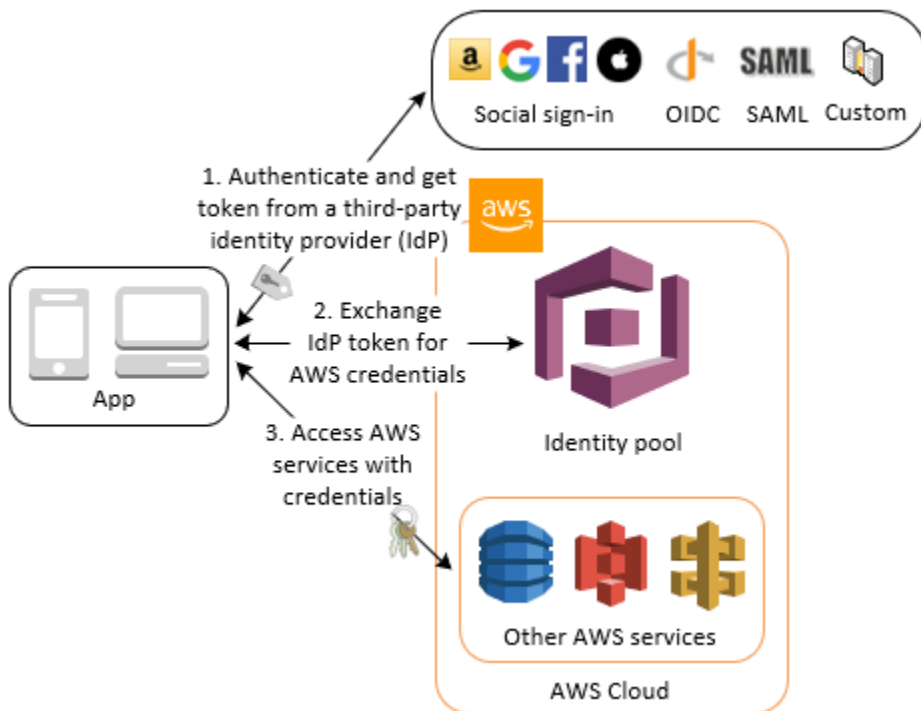 SAML
Social sign-in
OIDC
SAML
Custom
1. Authenticate and get
token from a third-party
identity provider (IdP)
aws
2. Exchange
IdP token for
AWS credentials
App
Identity pool
3. Access AWS
services with
credentials
Other AWS services
AWS Cloud